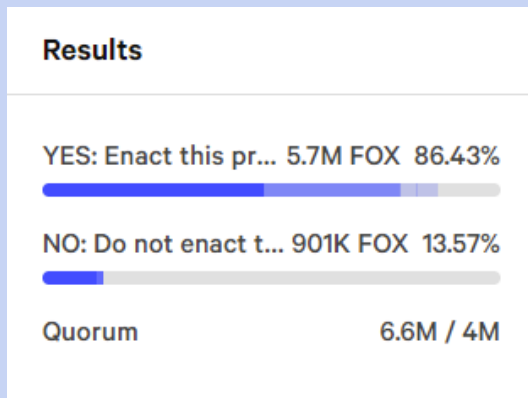 Results
YES: Enact this pr... 5.7M FOX 86.43%
NO: Do not enact t... 901K FOX 13.57%
Quorum 6.6M / 4M